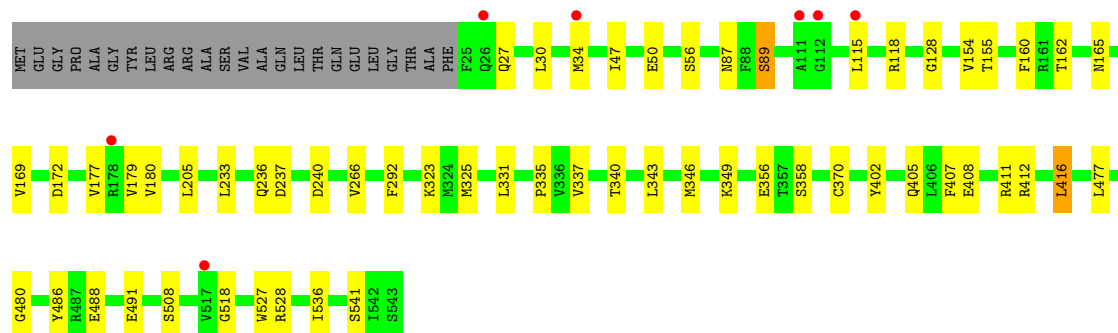 MET GLU GLY PRO ALA GLY TYR LEU ARG ARG ALA SER VAL ALA GLN LEU THR GLN GLU LEU GLY THR ALA PHE F25 Q26 Q27 L30 M34 I47 E50 S56 N87 F88 S89 A111 G112 L115 R118 G128 V154 T155 F160 R161 T162 N165
V169 D172 V177 R178 V179 V180 L205 L233 Q236 D237 D240 V266 F292 K323 M324 M325 L331 P335 V336 V337 T340 L343 M346 K349 E356 T357 S358 C370 Y402 Q405 L406 F407 E408 R411 R412 L416 L477
G480 Y486 R487 E488 E491 S508 V517 G518 W527 R528 I536 S541 I542 S543